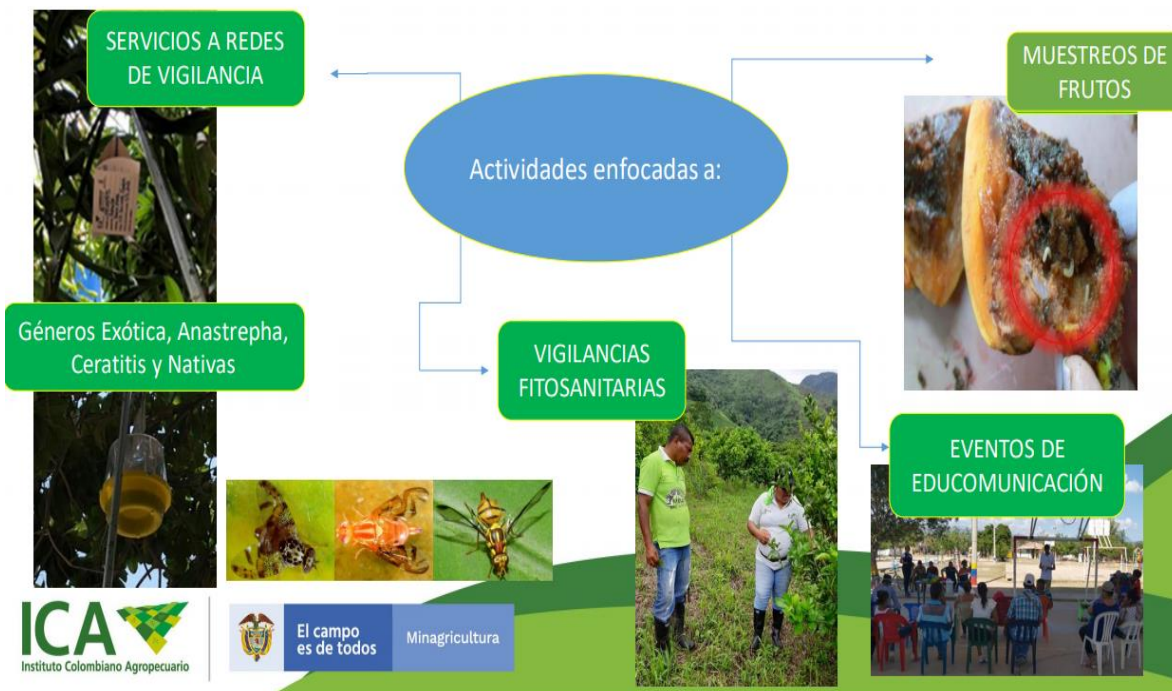 SERVICIOS A REDES
DE VIGILANCIA
Actividades enfocadas a:
MUESTREOS DE
FRUTOS
Géneros Exótica, Anastrepha,
Ceratitis y Nativas
VIGILANCIAS
FITOSANITARIAS
EVENTOS DE
EDUCOMUNICACIÓN
ICA
Instituto Colombiano Agropecuario
El campo
es de todos
Minagricultura